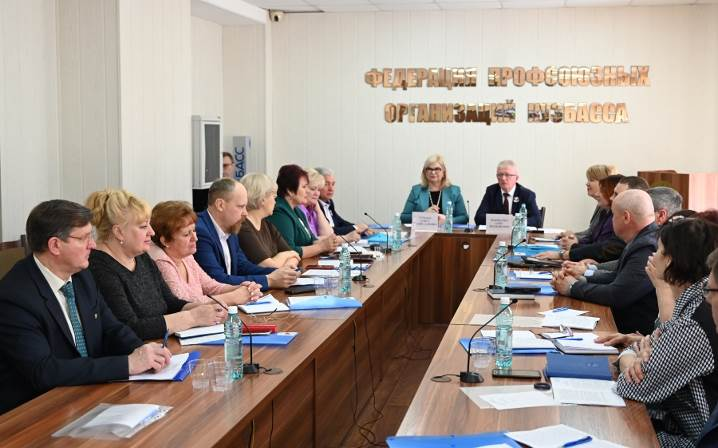 ФЕДЕРАЦИЯ ПРОФСОЮЗНЫХ
ОРГАНИЗАЦИЙ КУЗБАССА